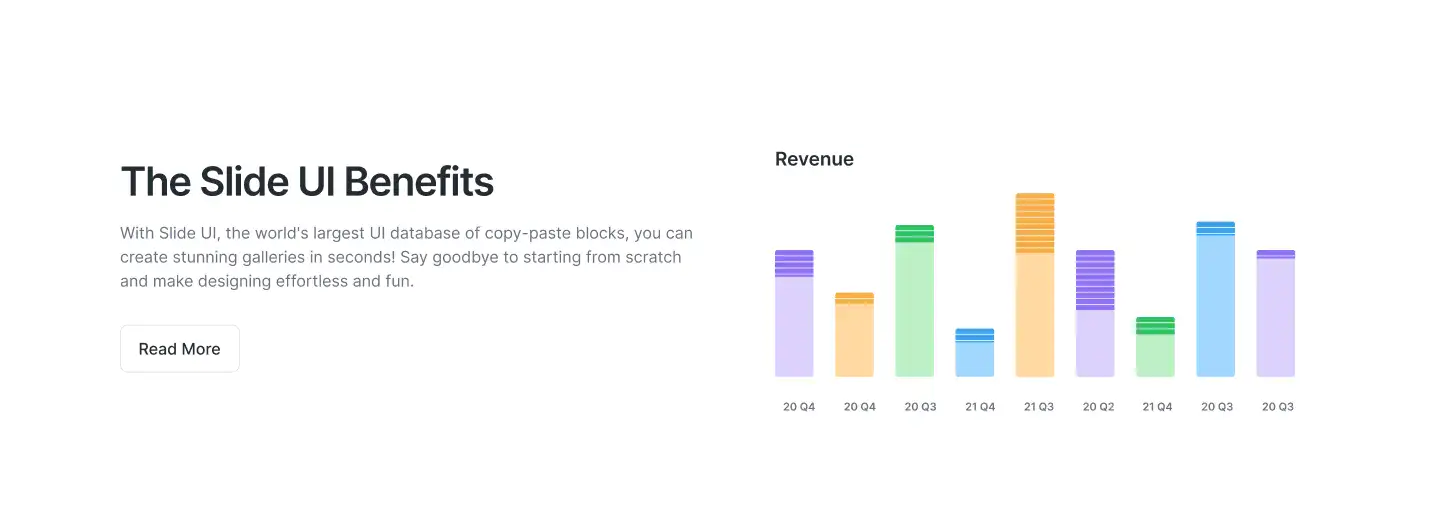 The Slide UI Benefits
With Slide UI, the world's largest UI database of copy-paste blocks, you can
create stunning galleries in seconds! Say goodbye to starting from scratch
and make designing effortless and fun.
Read More
Revenue
20 Q4 20 Q4 20 Q3 21 Q4 21 Q3 20 Q2 21 Q4 20 Q3 20 Q3